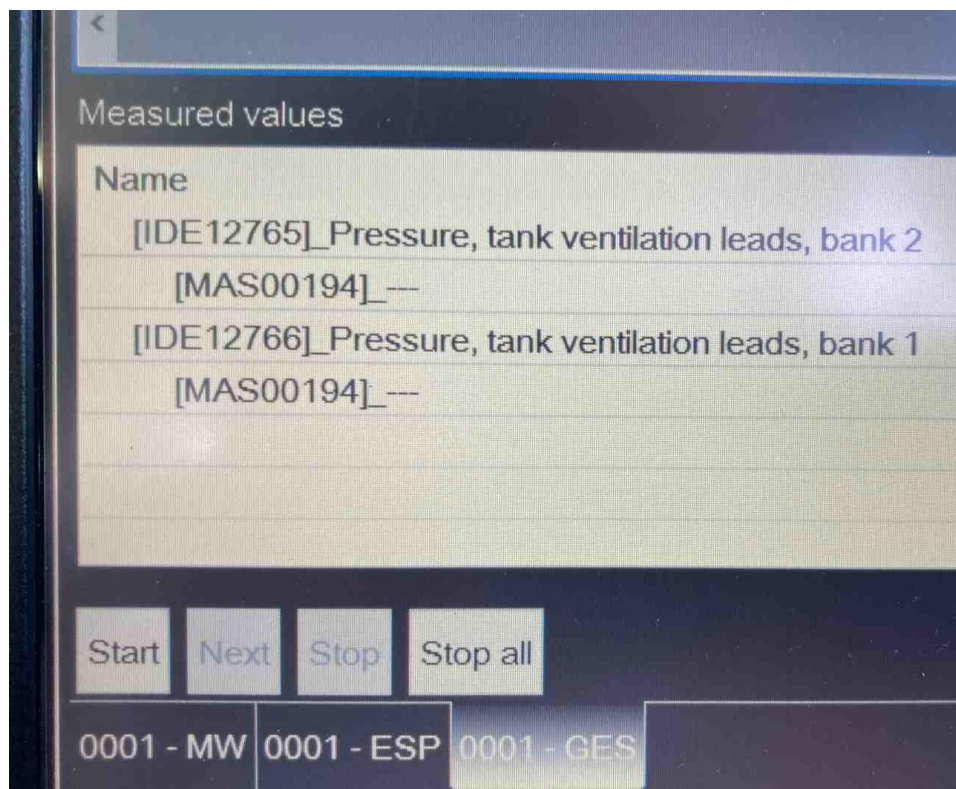 <
Measured values
Name
[IDE12765]_Pressure, tank ventilation leads, bank 2
[MAS00194]_---
[IDE12766]_Pressure, tank ventilation leads, bank 1
[MAS00194]_---
Start Next Stop Stop all
0001 - MW 0001 - ESP 0001 - GES